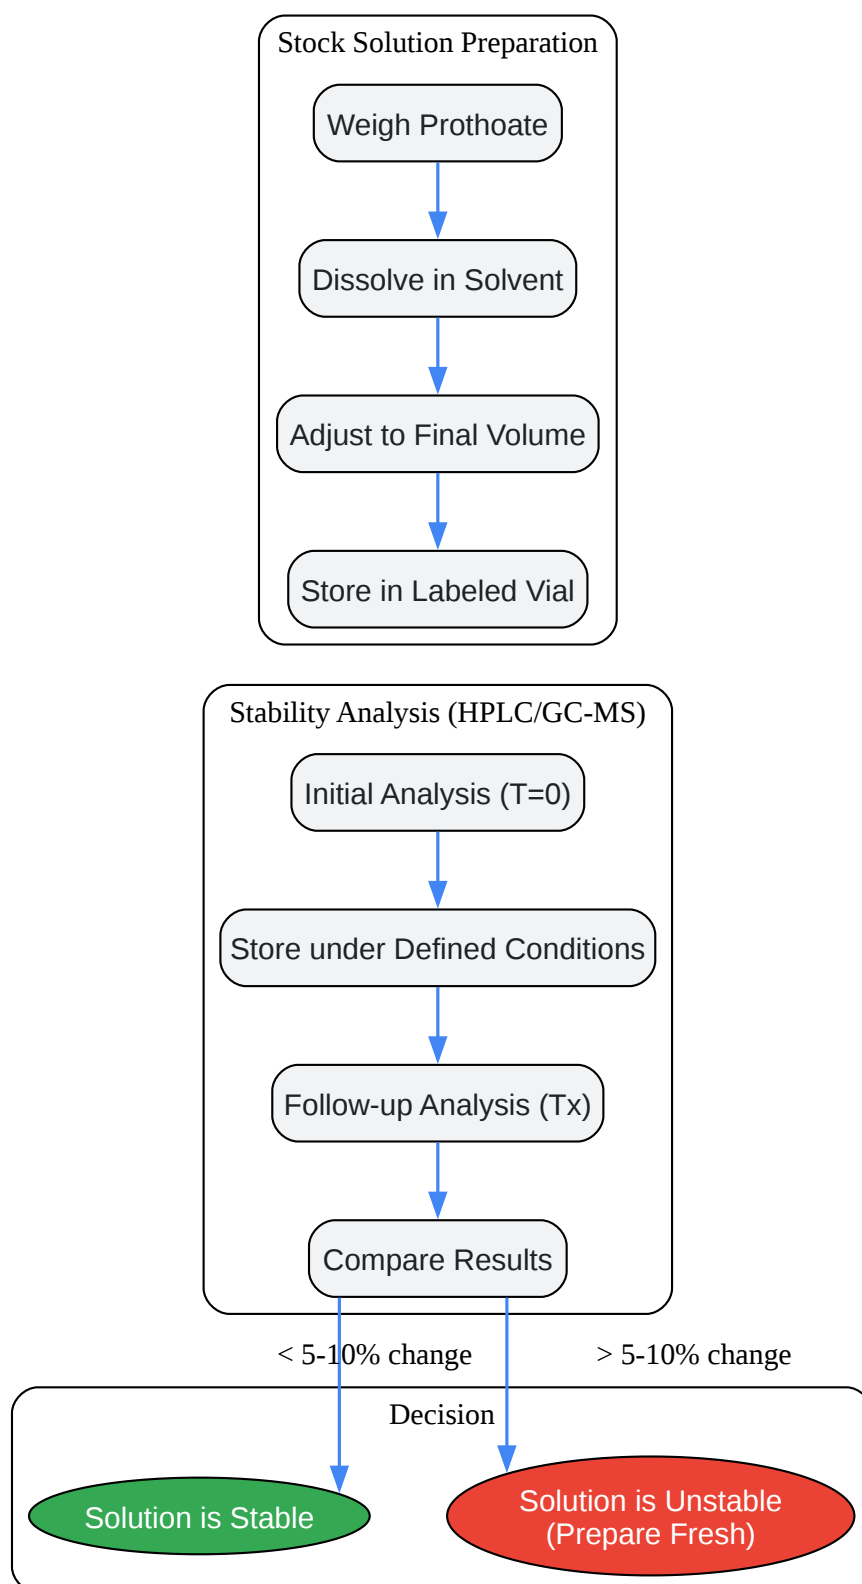 Stock Solution Preparation
Weigh Prothoate
Dissolve in Solvent
Adjust to Final Volume
Store in Labeled Vial
Stability Analysis (HPLC/GC-MS)
Initial Analysis (T=0)
Store under Defined Conditions
Follow-up Analysis (Tx)
Compare Results
< 5-10% change
> 5-10% change
Decision
Solution is Stable
Solution is Unstable
(Prepare Fresh)